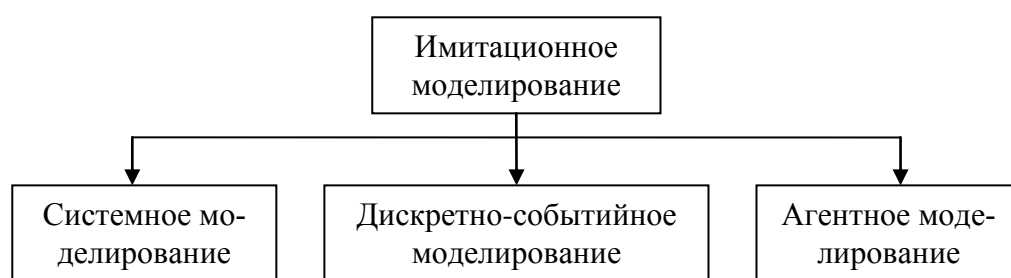 Имитационное
моделирование
Системное мо-
делирование
Дискретно-событийное
моделирование
Агентное моде-
лирование